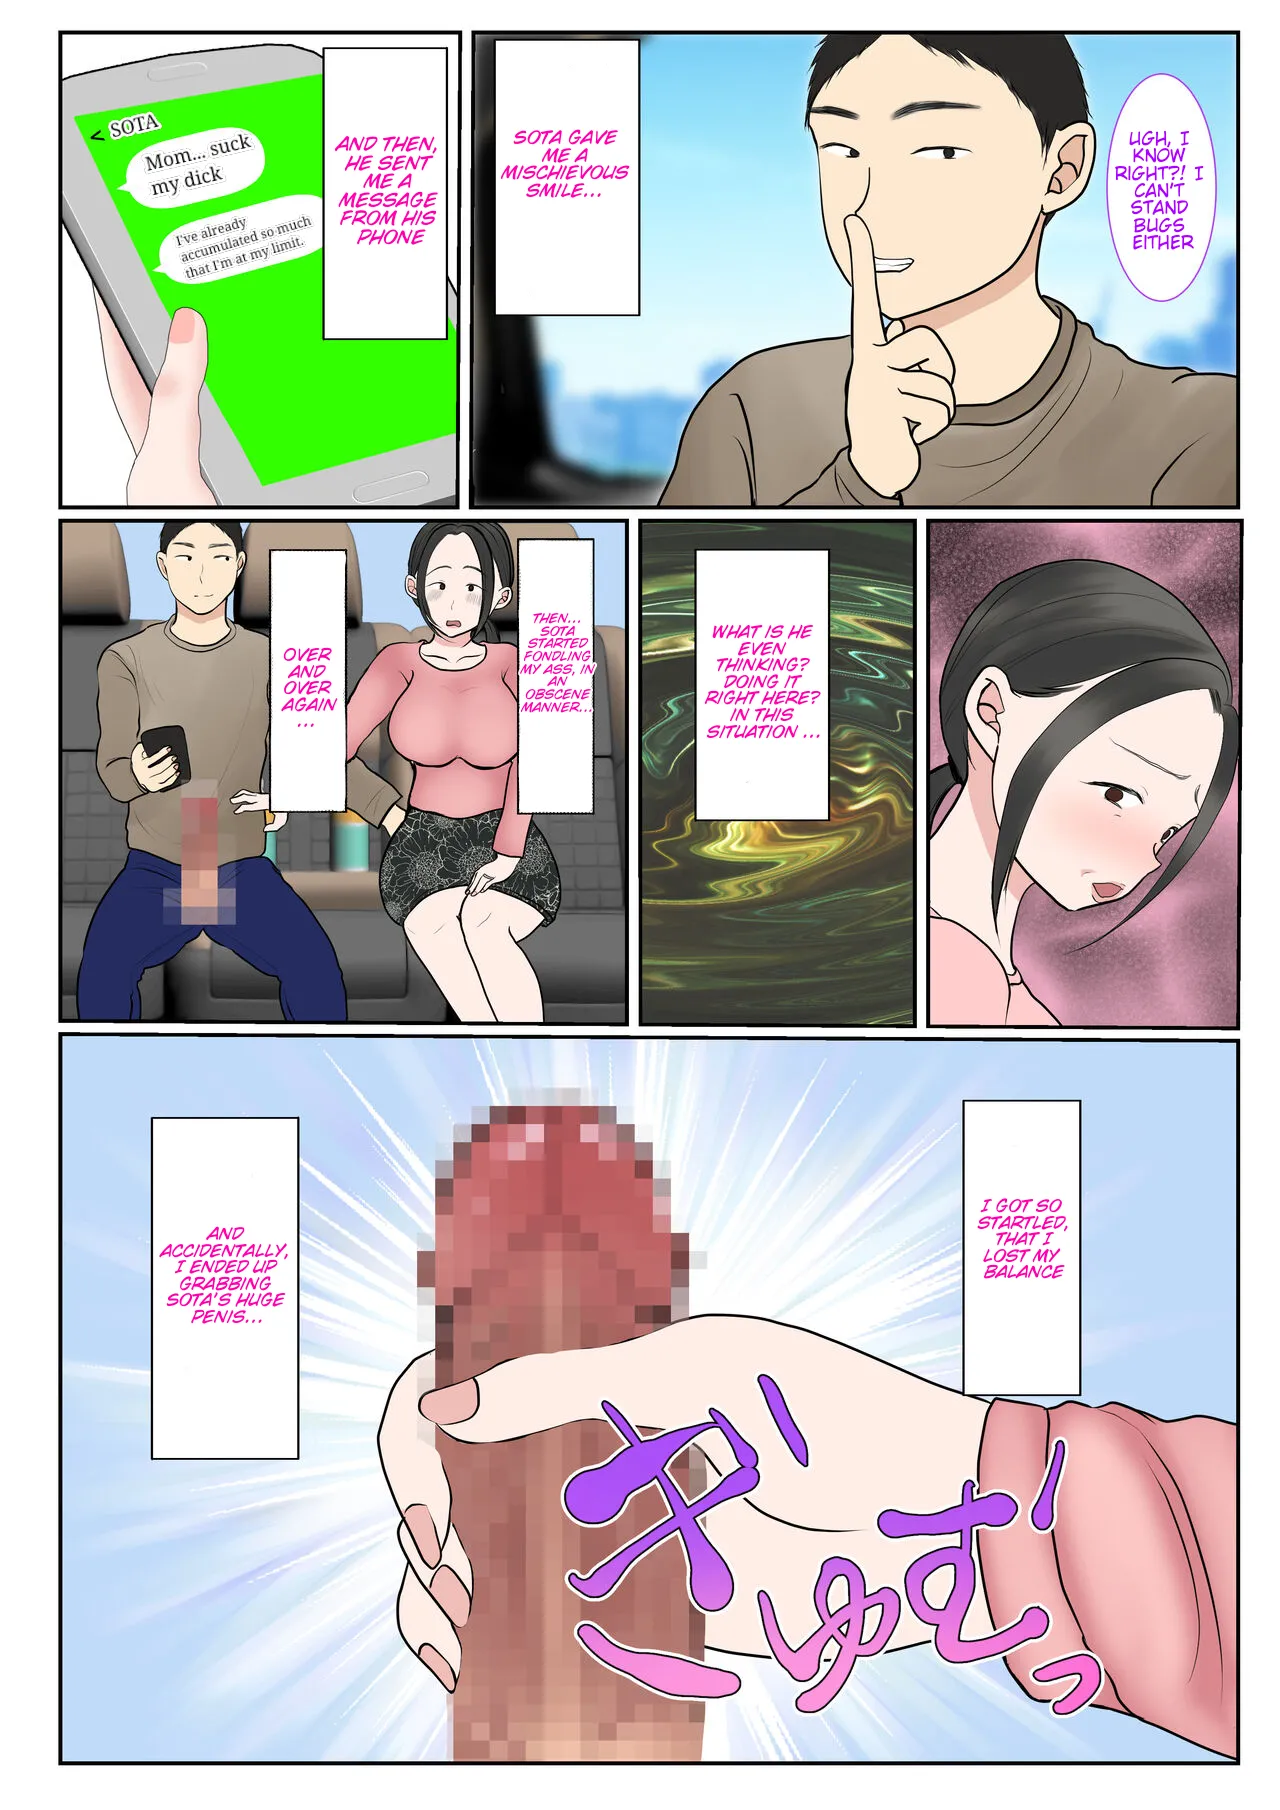 UGH, I
KNOW
RIGHT?! I
CAN'T
STAND
BUGS
EITHER
SOTA GAVE
ME A
MISCHIEVOUS
SMILE...
AND THEN,
HE SENT
ME A
MESSAGE
FROM HIS
PHONE
< SOTA
Mom... suck
my dick
I've already
accumulated so much
that I'm at my limit.
WHAT IS HE
EVEN
THINKING?
DOING IT
RIGHT HERE?
IN THIS
SITUATION ...
THEN...
SOTA
STARTED
FONDLING
MY ASS, IN
AN
OBSCENE
MANNER...
OVER
AND
OVER
AGAIN
...
I GOT SO
STARTLED,
THAT I
LOST MY
BALANCE
ギュむっ
AND
ACCIDENTALLY,
I ENDED UP
GRABBING
SOTA'S HUGE
PENIS...